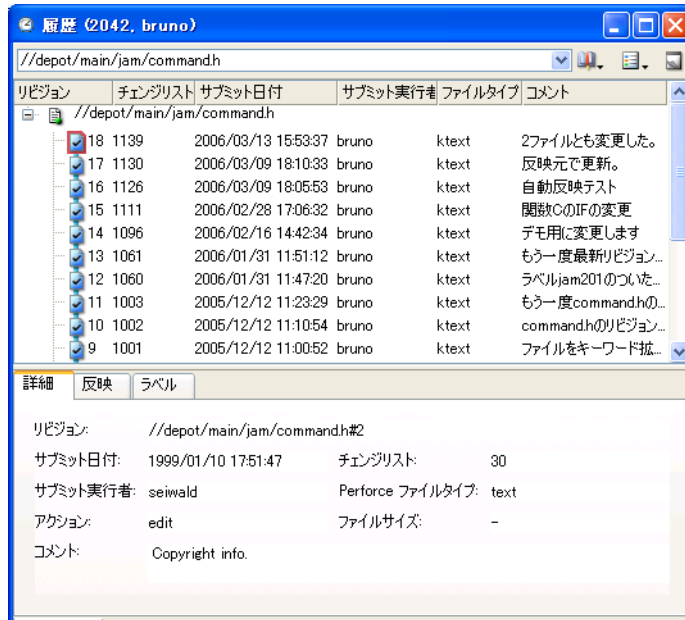 履歴 (2042, bruno)
//depot/main/jam/command.h
リビジョン チェンジリスト サブミット日付 サブミット実行者 ファイルタイプ コメント
//depot/main/jam/command.h
18 1139 2006/03/13 15:53:37 bruno ktext 2ファイルとも変更した。
17 1130 2006/03/09 18:10:33 bruno ktext 反映元で更新。
16 1126 2006/03/09 18:05:53 bruno ktext 自動反映テスト
15 1111 2006/02/28 17:06:32 bruno ktext 関数CのIFの変更
14 1096 2006/02/16 14:42:34 bruno ktext デモ用に変更します
13 1061 2006/01/31 11:51:12 bruno ktext もう一度最新リビジョン...
12 1060 2006/01/31 11:47:20 bruno ktext ラベルjam201のついた...
11 1003 2005/12/12 11:23:29 bruno ktext もう一度command.hの...
10 1002 2005/12/12 11:10:54 bruno ktext command.hのリビジョン...
9 1001 2005/12/12 11:00:52 bruno ktext ファイルをキーワード拡...
詳細 反映 ラベル
リビジョン: //depot/main/jam/command.h#2
サブミット日付: 1999/01/10 17:51:47 チェンジリスト: 30
サブミット実行者: seiwald Perforce ファイルタイプ: text
アクション: edit ファイルサイズ: -
コメント: Copyright info.